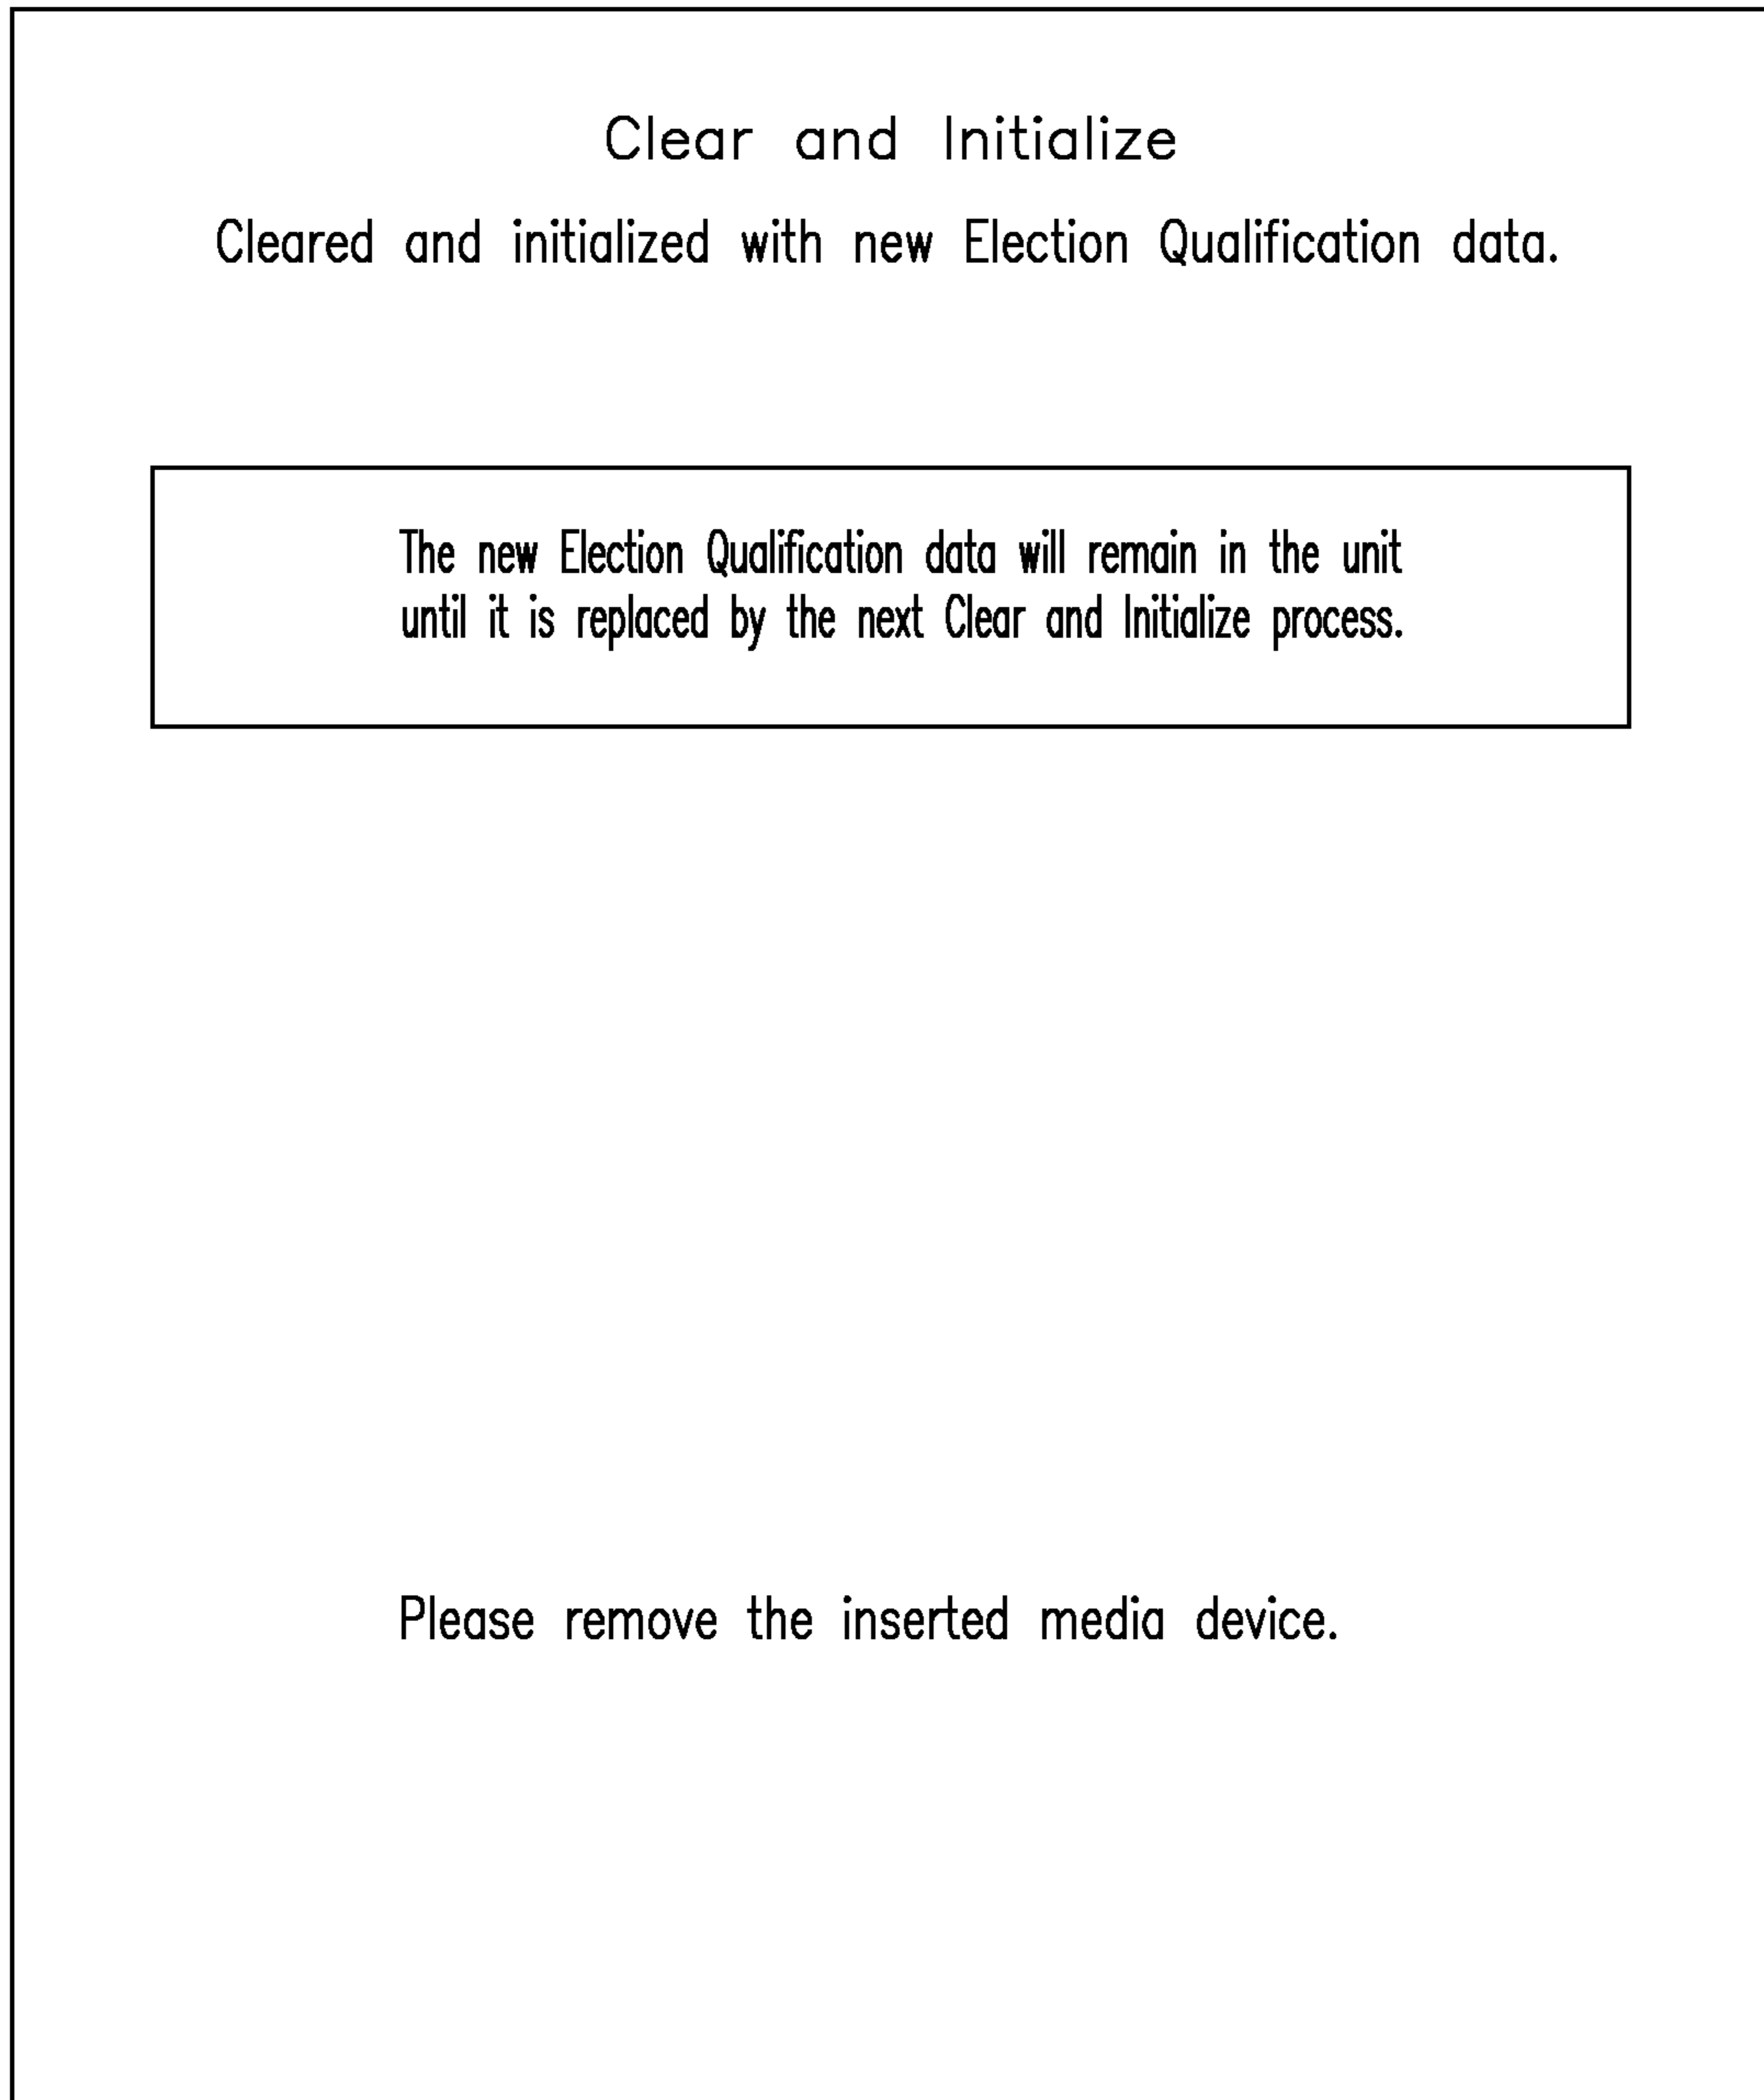 Clear and Initialize
Cleared and initialized with new Election Qualification data.
The new Election Qualification data will remain in the unit
until it is replaced by the next Clear and Initialize process.
Please remove the inserted media device.